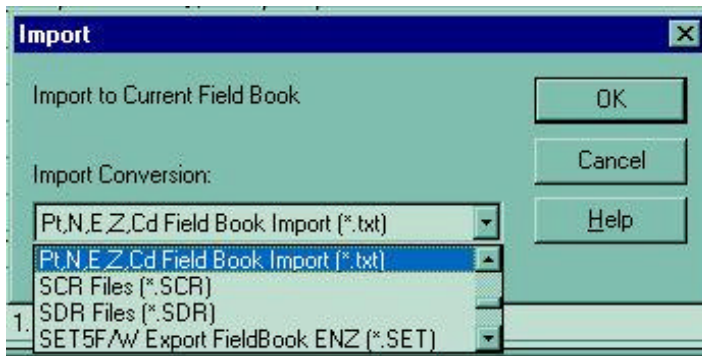 Import
Import to Current Field Book
OK
Import Conversion:
Cancel
Pt,N,E,Z,Cd Field Book Import (*.txt)
Help
Pt,N,E,Z,Cd Field Book Import (*.txt)
SCR Files (*.SCR)
SDR Files (*.SDR)
1.
SET5F/W Export FieldBook ENZ (*.SET)